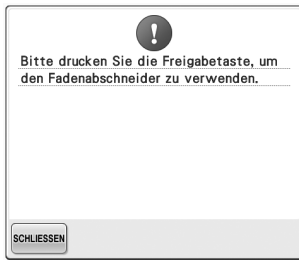 Bitte drucken Sie die Freigabetaste, um
den Fadenabschneider zu verwenden.
SCHLIESSEN